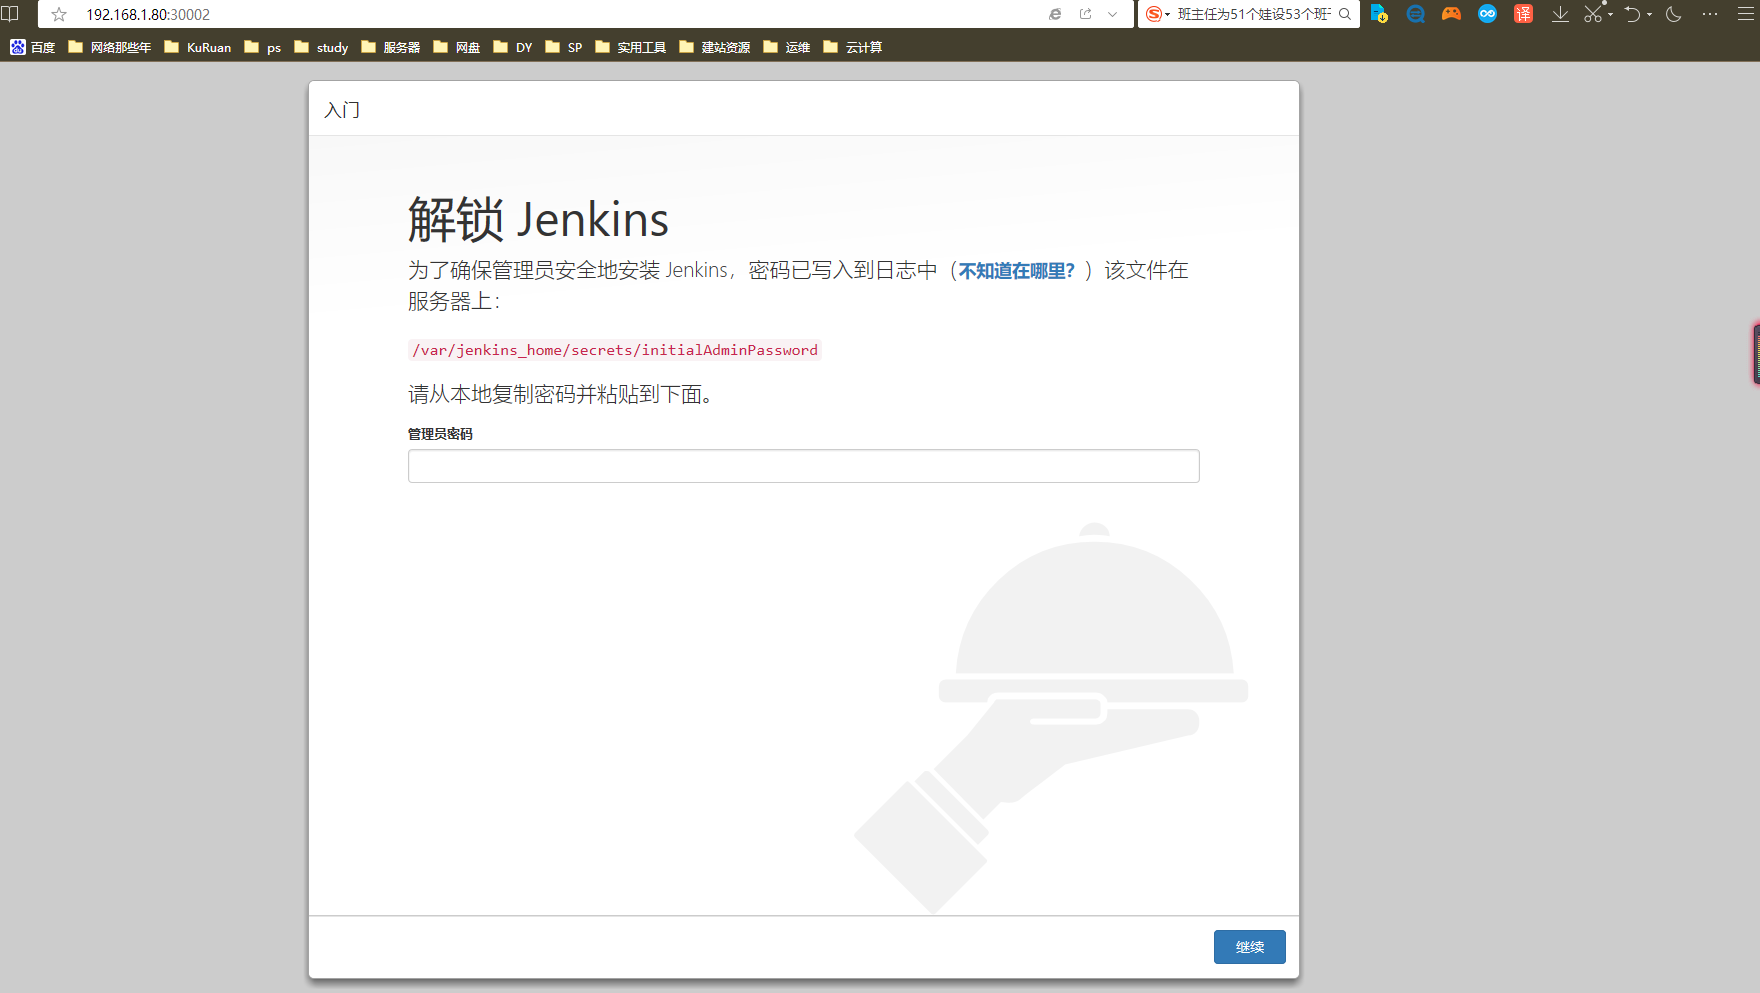 192.168.1.80:30002
班主任为51个娃设53个班干
译
百度 网络那些年 KuRuan ps study 服务器 网盘 DY SP 实用工具 建站资源 运维 云计算
入门
解锁 Jenkins
为了确保管理员安全地安装 Jenkins，密码已写入到日志中（不知道在哪里？）该文件在
服务器上：
/var/jenkins_home/secrets/initialAdminPassword
请从本地复制密码并粘贴到下面。
管理员密码
继续